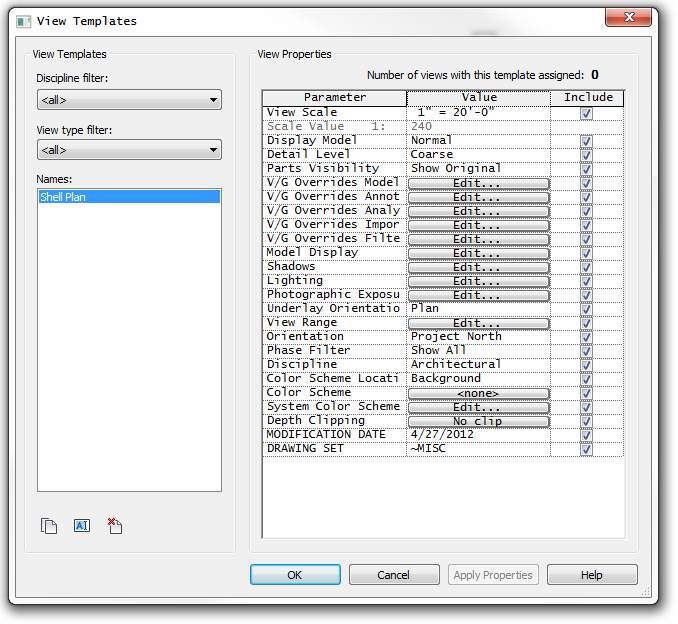 View Templates
View Templates
Discipline filter:
<all>
View type filter:
<all>
Names:
Shell Plan
View Properties
Number of views with this template assigned: 0
Parameter Value Include
View Scale 1" = 20'-0"
Scale Value 1: 240
Display Model Normal
Detail Level Coarse
Parts Visibility Show Original
V/G Overrides Model Edit...
V/G Overrides Annot Edit...
V/G Overrides Analy Edit...
V/G Overrides Impor Edit...
V/G Overrides Filte Edit...
Model Display Edit...
Shadows Edit...
Lighting Edit...
Photographic Exposu Edit...
Underlay Orientatio Plan
View Range Edit...
Orientation Project North
Phase Filter Show All
Discipline Architectural
Color Scheme Locati Background
Color Scheme <none>
System Color Scheme Edit...
Depth Clipping No clip
MODIFICATION DATE 4/27/2012
DRAWING SET ~MISC
OK Cancel Apply Properties Help